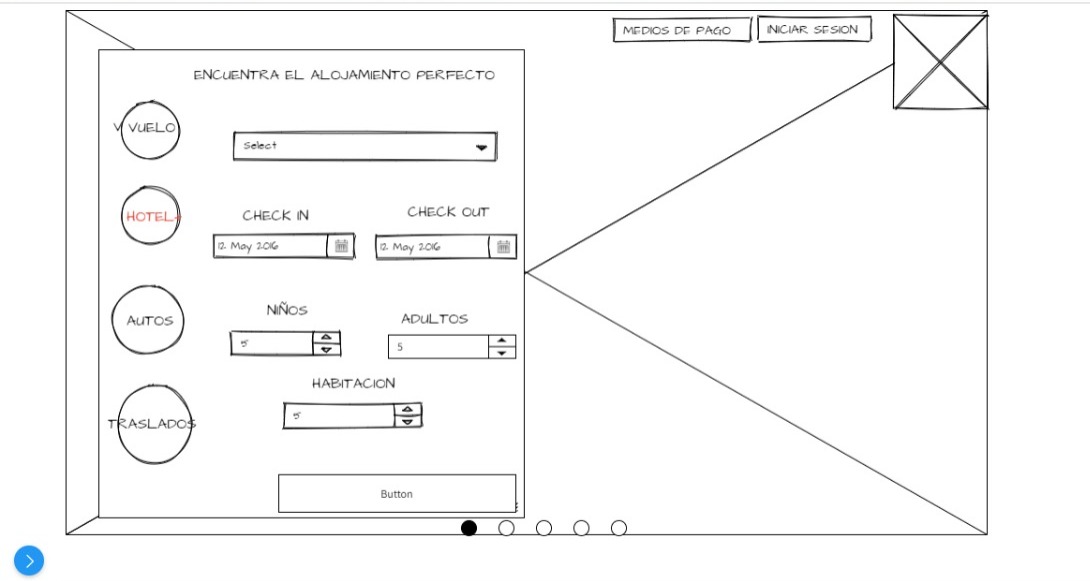 MEDIOS DE PAGO
INICIAR SESION
ENCUENTRA EL ALOJAMIENTO PERFECTO
V VUELO
Select
HOTEL
CHECK IN
CHECK OUT
12 May 2016
12 May 2016
AUTOS
NIÑOS
ADULTOS
5
5
HABITACION
5
TRASLADOS
Button